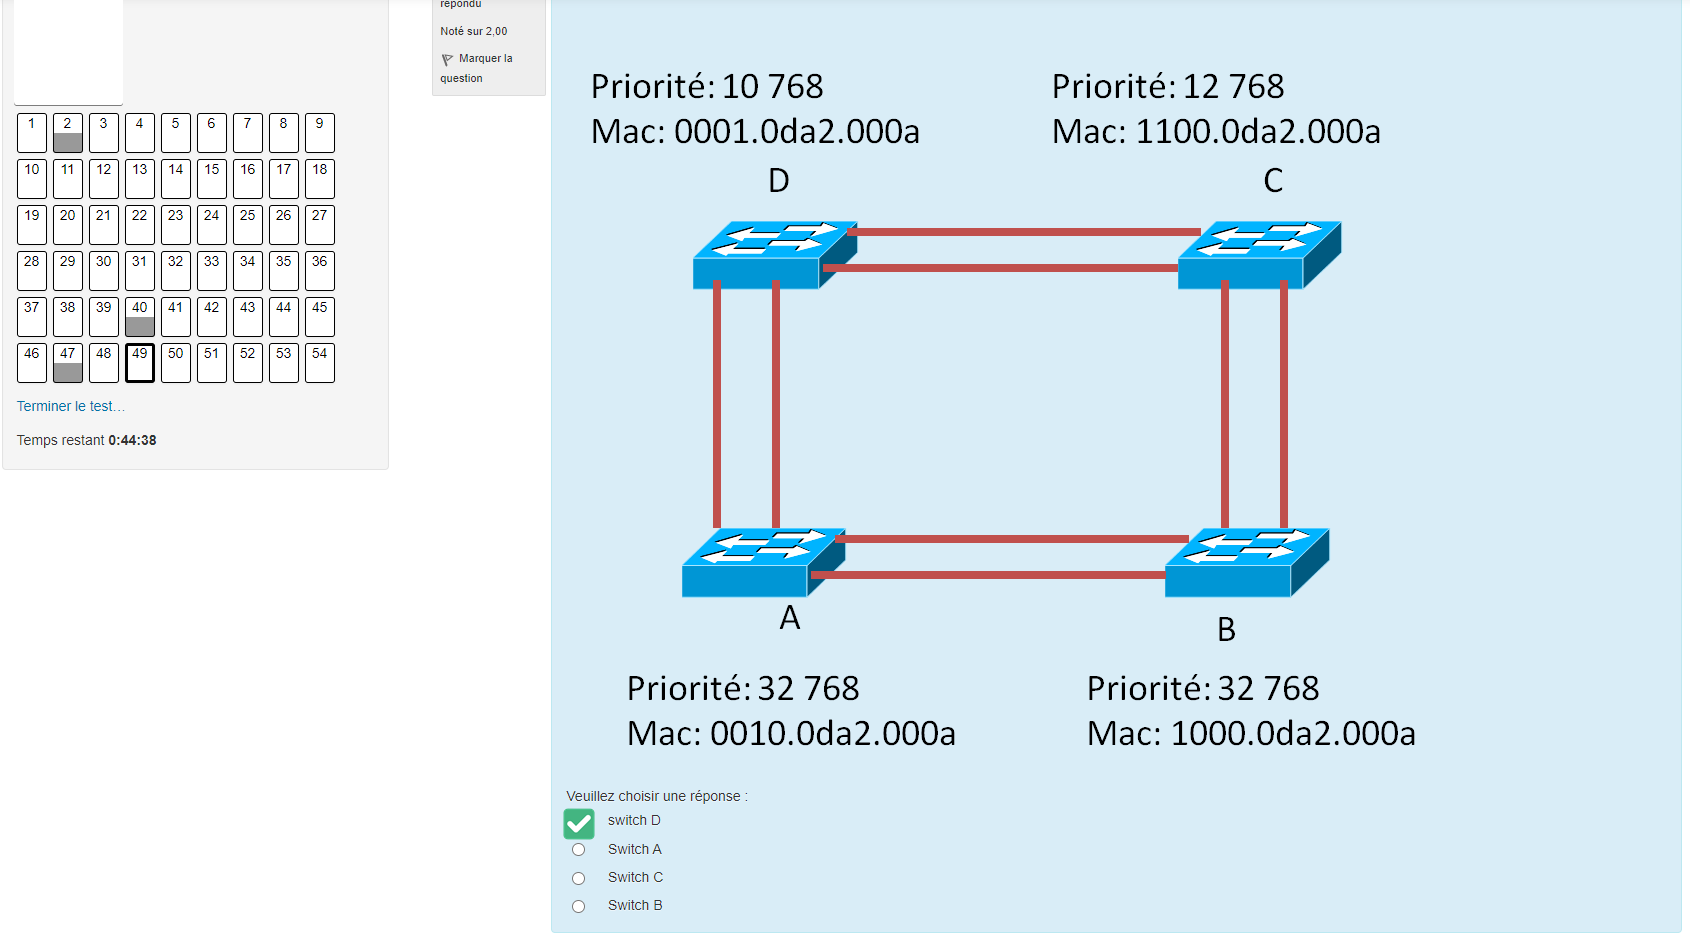 répondu
Noté sur 2,00
Marquer la
question
1 2 3 4 5 6 7 8 9
10 11 12 13 14 15 16 17 18
19 20 21 22 23 24 25 26 27
28 29 30 31 32 33 34 35 36
37 38 39 40 41 42 43 44 45
46 47 48 49 50 51 52 53 54
Terminer le test...
Temps restant 0:44:38
Priorité: 10 768
Mac: 0001.0da2.000a
D
Priorité: 12 768
Mac: 1100.0da2.000a
C
A
B
Priorité: 32 768
Mac: 0010.0da2.000a
Priorité: 32 768
Mac: 1000.0da2.000a
Veuillez choisir une réponse :
switch D
Switch A
Switch C
Switch B